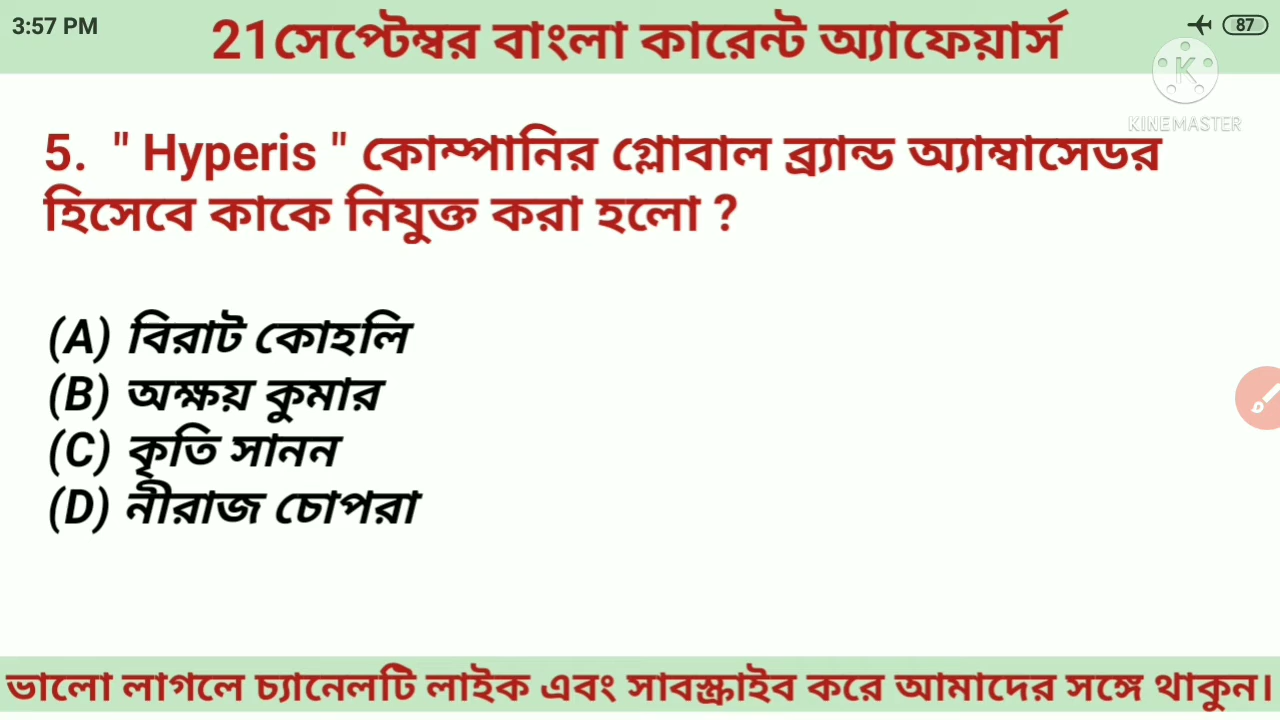 3:57 PM
87
21সেপ্টেম্বর বাংলা কারেন্ট অ্যাফেয়ার্স
K
KINEMASTER
5. " Hyperis " কোম্পানির গ্লোবাল ব্র্যান্ড অ্যাম্বাসেডর
হিসেবে কাকে নিযুক্ত করা হলো ?
(A) বিরাট কোহলি
(B) অক্ষয় কুমার
(C) কৃতি সানন
(D) নীরাজ চোপরা
ভালো লাগলে চ্যানেলটি লাইক এবং সাবস্ক্রাইব করে আমাদের সঙ্গে থাকুন।